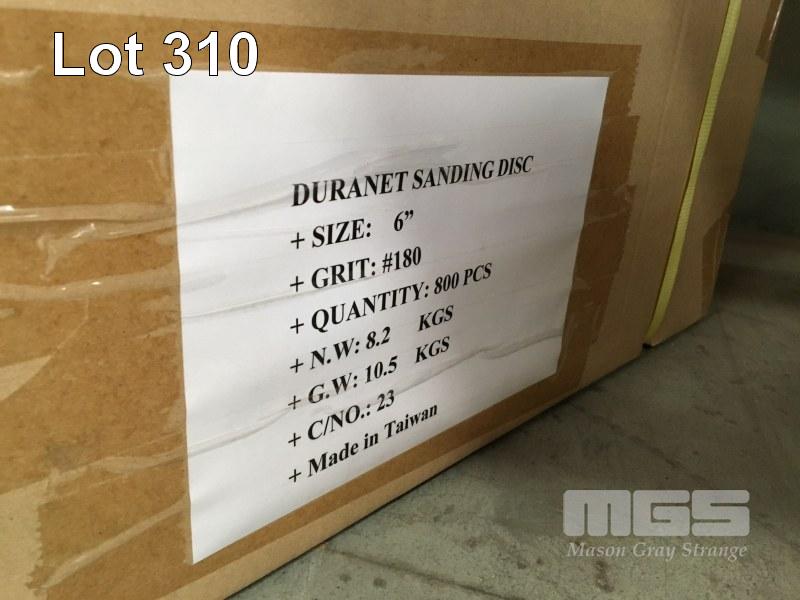 Lot 310
DURANET SANDING DISC
+ SIZE: 6”
+ GRIT: #180
+ QUANTITY: 800 PCS
+ N.W: 8.2 KGS
+ G.W: 10.5 KGS
+ C/NO.: 23
+ Made in Taiwan
MGS
Mason Gray Strange